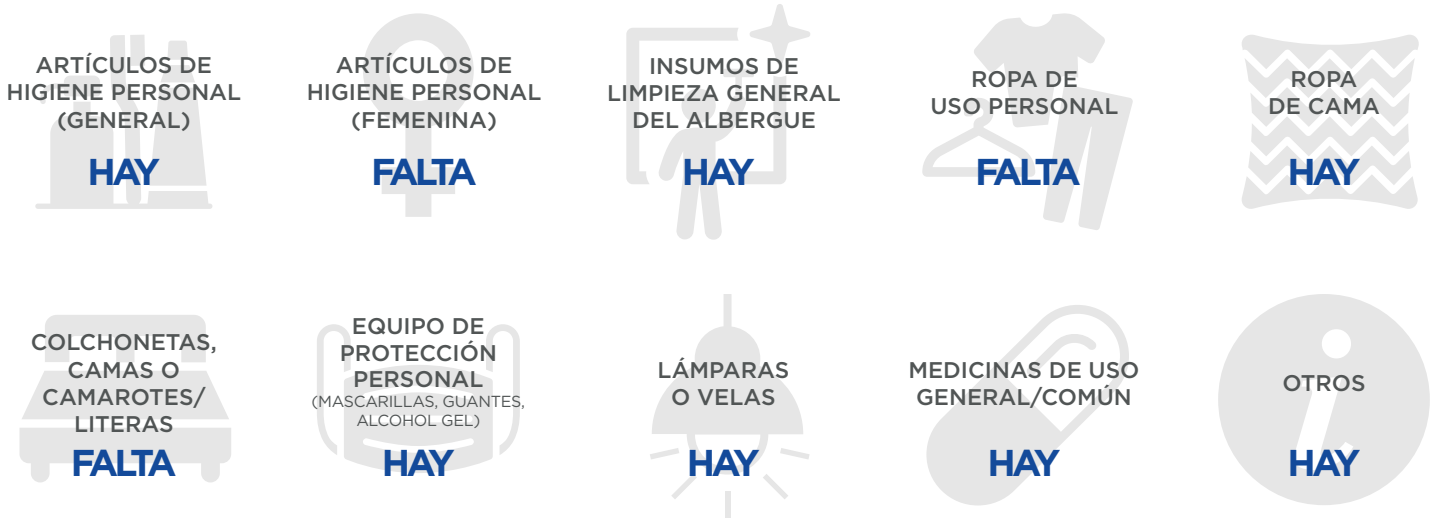 ARTÍCULOS DE
HIGIENE PERSONAL
(GENERAL)
HAY
ARTÍCULOS DE
HIGIENE PERSONAL
(FEMENINA)
FALTA
INSUMOS DE
LIMPIEZA GENERAL
DEL ALBERGUE
HAY
ROPA DE
USO PERSONAL
FALTA
ROPA
DE CAMA
HAY
COLCHONETAS,
CAMAS O
CAMAROTES/
LITERAS
FALTA
EQUIPO DE
PROTECCIÓN
PERSONAL
(MASCARILLAS, GUANTES,
ALCOHOL GEL)
HAY
LÁMPARAS
O VELAS
HAY
MEDICINAS DE USO
GENERAL/COMÚN
HAY
OTROS
HAY